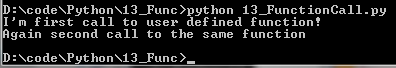 D:\code\Python\13_Func>python 13_FunctionCall.py
I'm first call to user defined function!
Again second call to the same function
D:\code\Python\13_Func>_